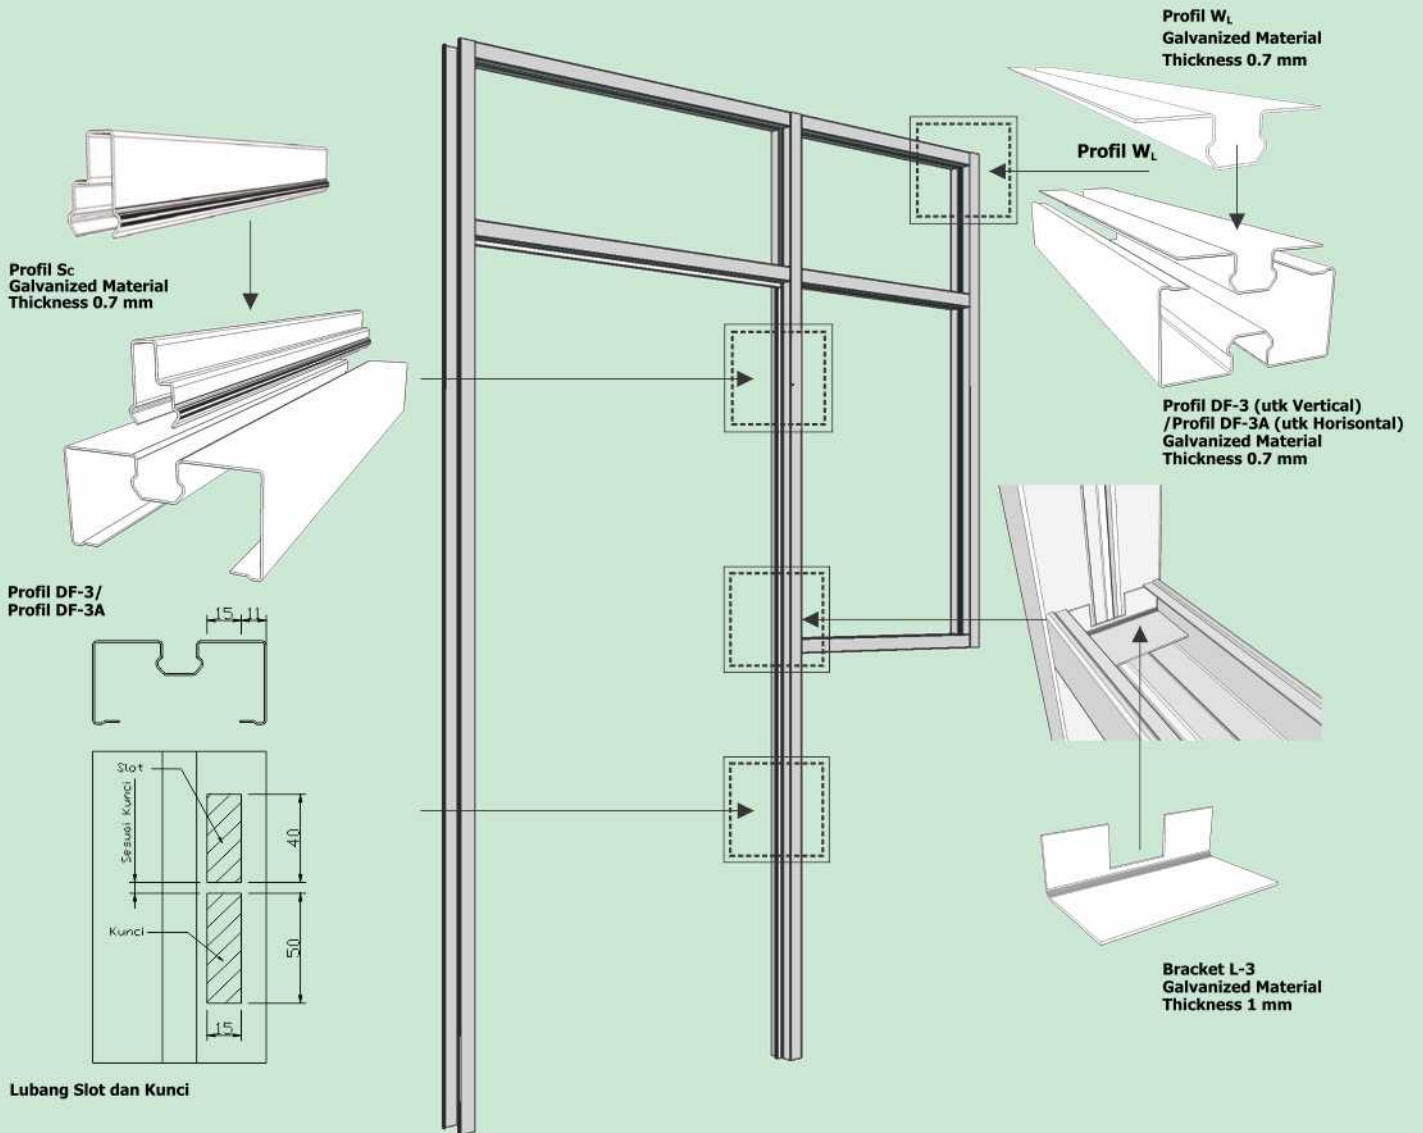 Profil WL
Galvanized Material
Thickness 0.7 mm
Profil WL
Profil Sc
Galvanized Material
Thickness 0.7 mm
Profil DF-3 (utk Vertical)
/Profil DF-3A (utk Horisontal)
Galvanized Material
Thickness 0.7 mm
Profil DF-3/
Profil DF-3A
15 11
Slot
Sesuai Kunci
40
Kunci
50
15
Bracket L-3
Galvanized Material
Thickness 1 mm
Lubang Slot dan Kunci